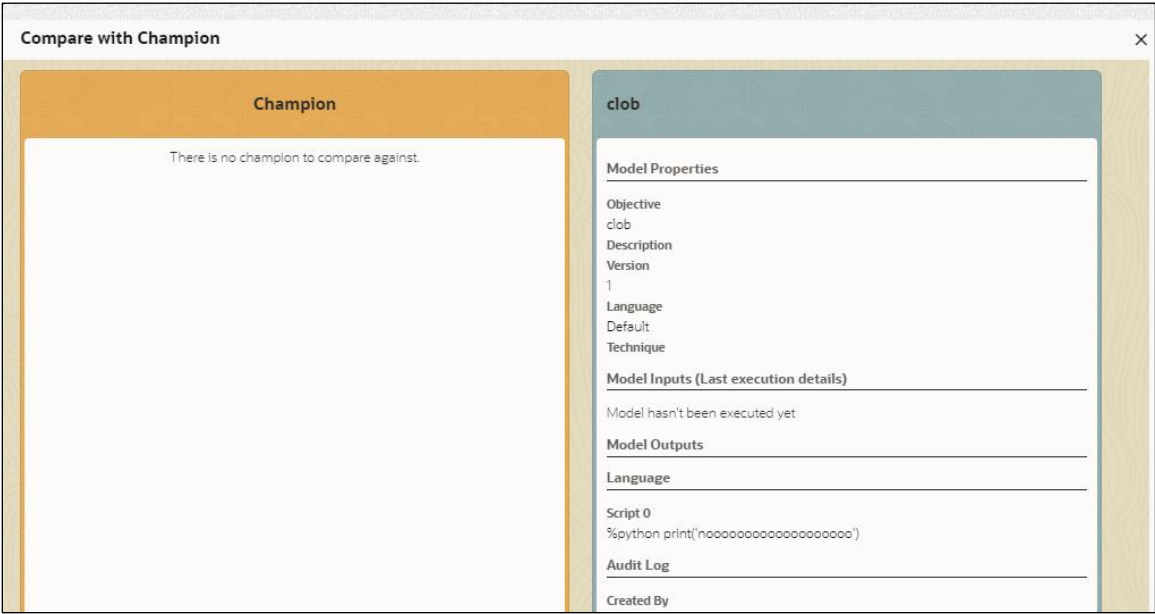 Compare with Champion
×
Champion
There is no champion to compare against.
clob
Model Properties
Objective
clob
Description
Version
1
Language
Default
Technique
Model Inputs (Last execution details)
Model hasn't been executed yet
Model Outputs
Language
Script 0
%python print('nooooooooooooooooooo')
Audit Log
Created By